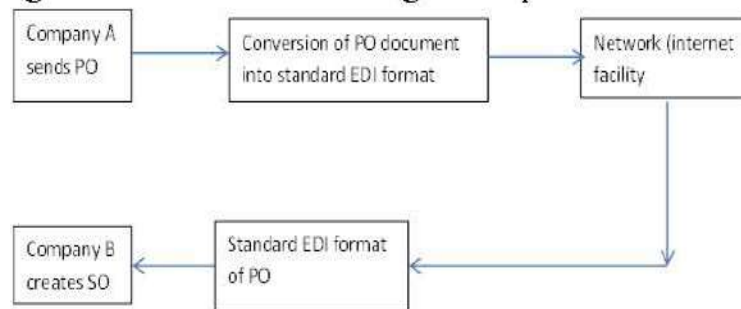 Company A
sends PO
Conversion of PO document
into standard EDI format
Network (internet
facility
Company B
creates SO
Standard EDI format
of PO